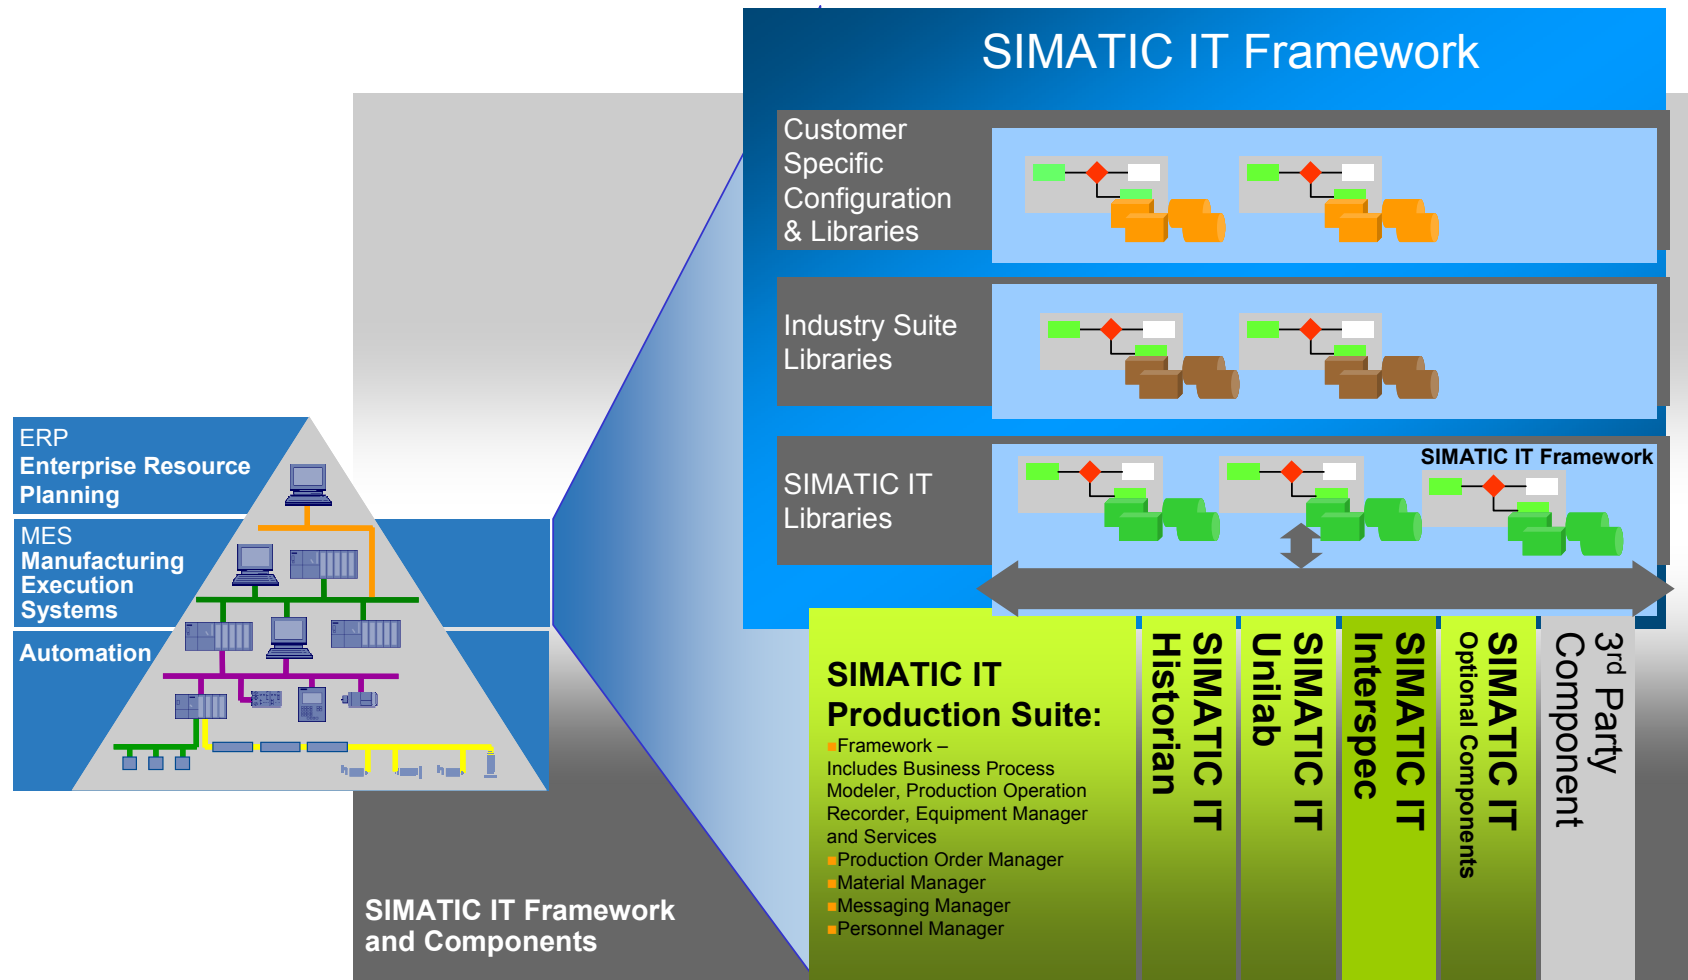 SIMATIC IT Framework
Customer
Specific
Configuration
& Libraries
Industry Suite
Libraries
SIMATIC IT
Libraries
SIMATIC IT Framework
ERP
Enterprise Resource
Planning
MES
Manufacturing
Execution
Systems
Automation
SIMATIC IT
Production Suite:
Framework –
Includes Business Process
Modeler, Production Operation
Recorder, Equipment Manager
and Services
Production Order Manager
Material Manager
Messaging Manager
Personnel Manager
SIMATIC IT
Historian
SIMATIC IT
Unilab
SIMATIC IT
Interspec
SIMATIC IT
Optional Components
3rd Party
Component
SIMATIC IT Framework
and Components